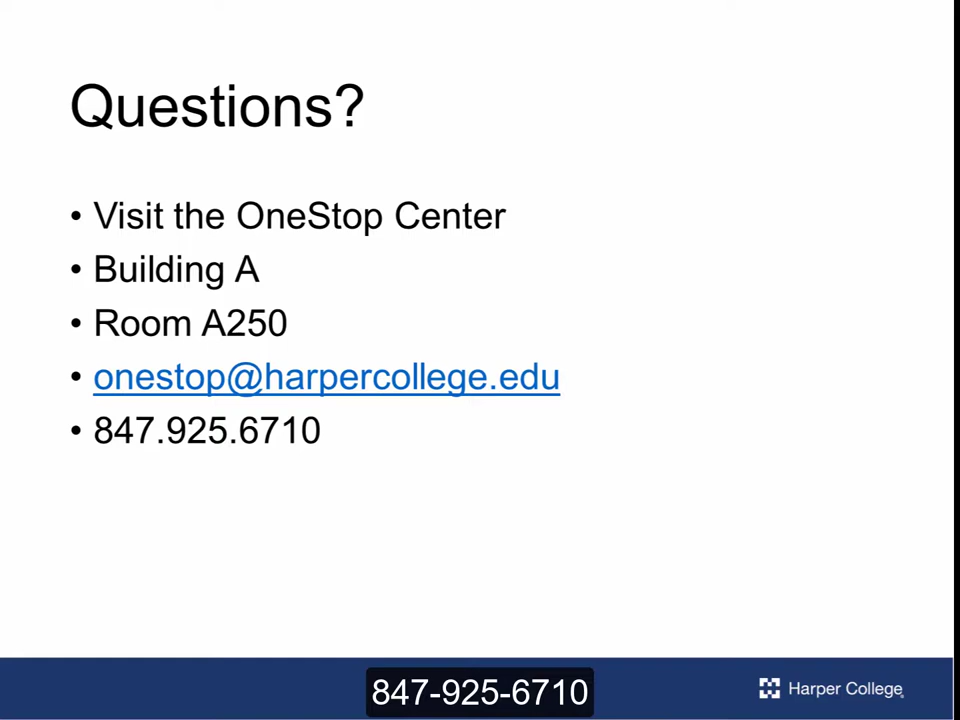 Questions?
• Visit the OneStop Center
• Building A
• Room A250
• onestop@harpercollege.edu
• 847.925.6710
847-925-6710
Harper College